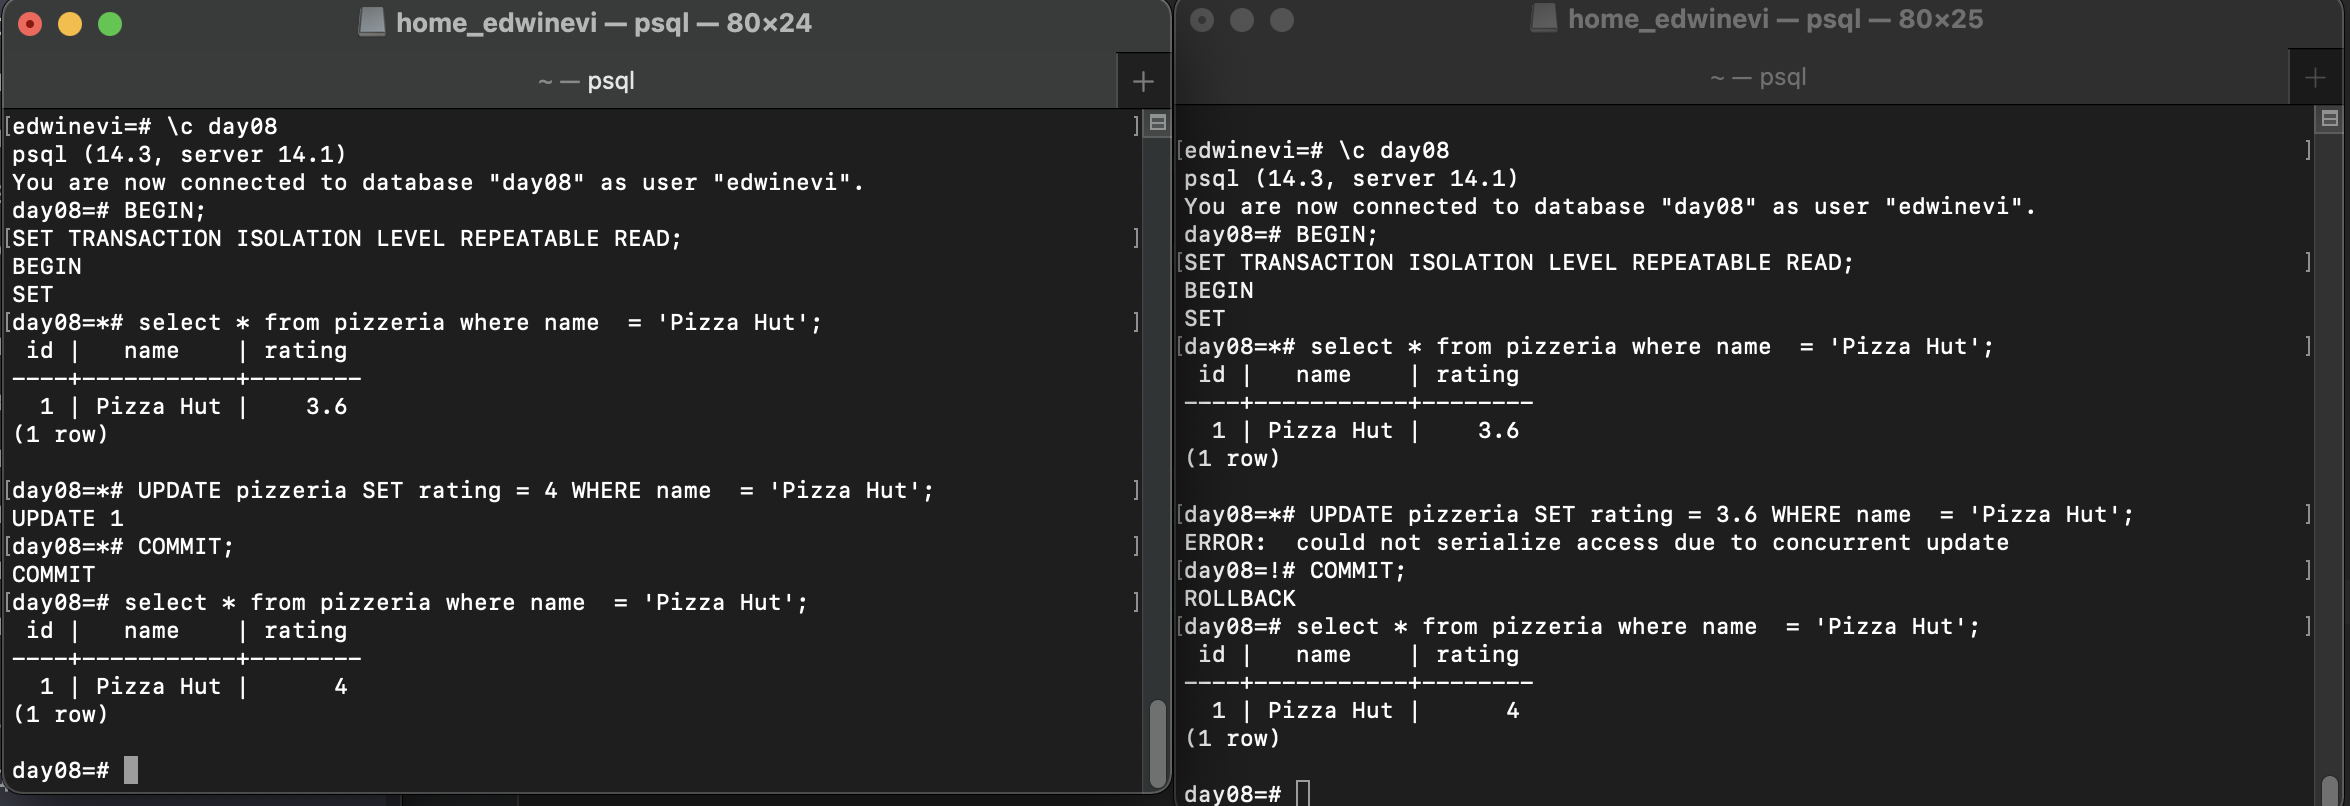 home_edwinevi — psql — 80×24
~ — psql
[edwinevi=# \c day08 ]
psql (14.3, server 14.1)
You are now connected to database "day08" as user "edwinevi".
day08=# BEGIN;
[SET TRANSACTION ISOLATION LEVEL REPEATABLE READ; ]
BEGIN
SET
[day08=*# select * from pizzeria where name  = 'Pizza Hut'; ]
 id |   name    | rating
----+-----------+--------
  1 | Pizza Hut |    3.6
(1 row)
[day08=*# UPDATE pizzeria SET rating = 4 WHERE name  = 'Pizza Hut'; ]
UPDATE 1
[day08=*# COMMIT; ]
COMMIT
[day08=# select * from pizzeria where name  = 'Pizza Hut'; ]
 id |   name    | rating
----+-----------+--------
  1 | Pizza Hut |      4
(1 row)
day08=#
home_edwinevi — psql — 80×25
~ — psql
[edwinevi=# \c day08 ]
psql (14.3, server 14.1)
You are now connected to database "day08" as user "edwinevi".
day08=# BEGIN;
[SET TRANSACTION ISOLATION LEVEL REPEATABLE READ; ]
BEGIN
SET
[day08=*# select * from pizzeria where name  = 'Pizza Hut'; ]
 id |   name    | rating
----+-----------+--------
  1 | Pizza Hut |    3.6
(1 row)
[day08=*# UPDATE pizzeria SET rating = 3.6 WHERE name  = 'Pizza Hut'; ]
ERROR:  could not serialize access due to concurrent update
[day08=!# COMMIT; ]
ROLLBACK
[day08=# select * from pizzeria where name  = 'Pizza Hut'; ]
 id |   name    | rating
----+-----------+--------
  1 | Pizza Hut |      4
(1 row)
day08=#